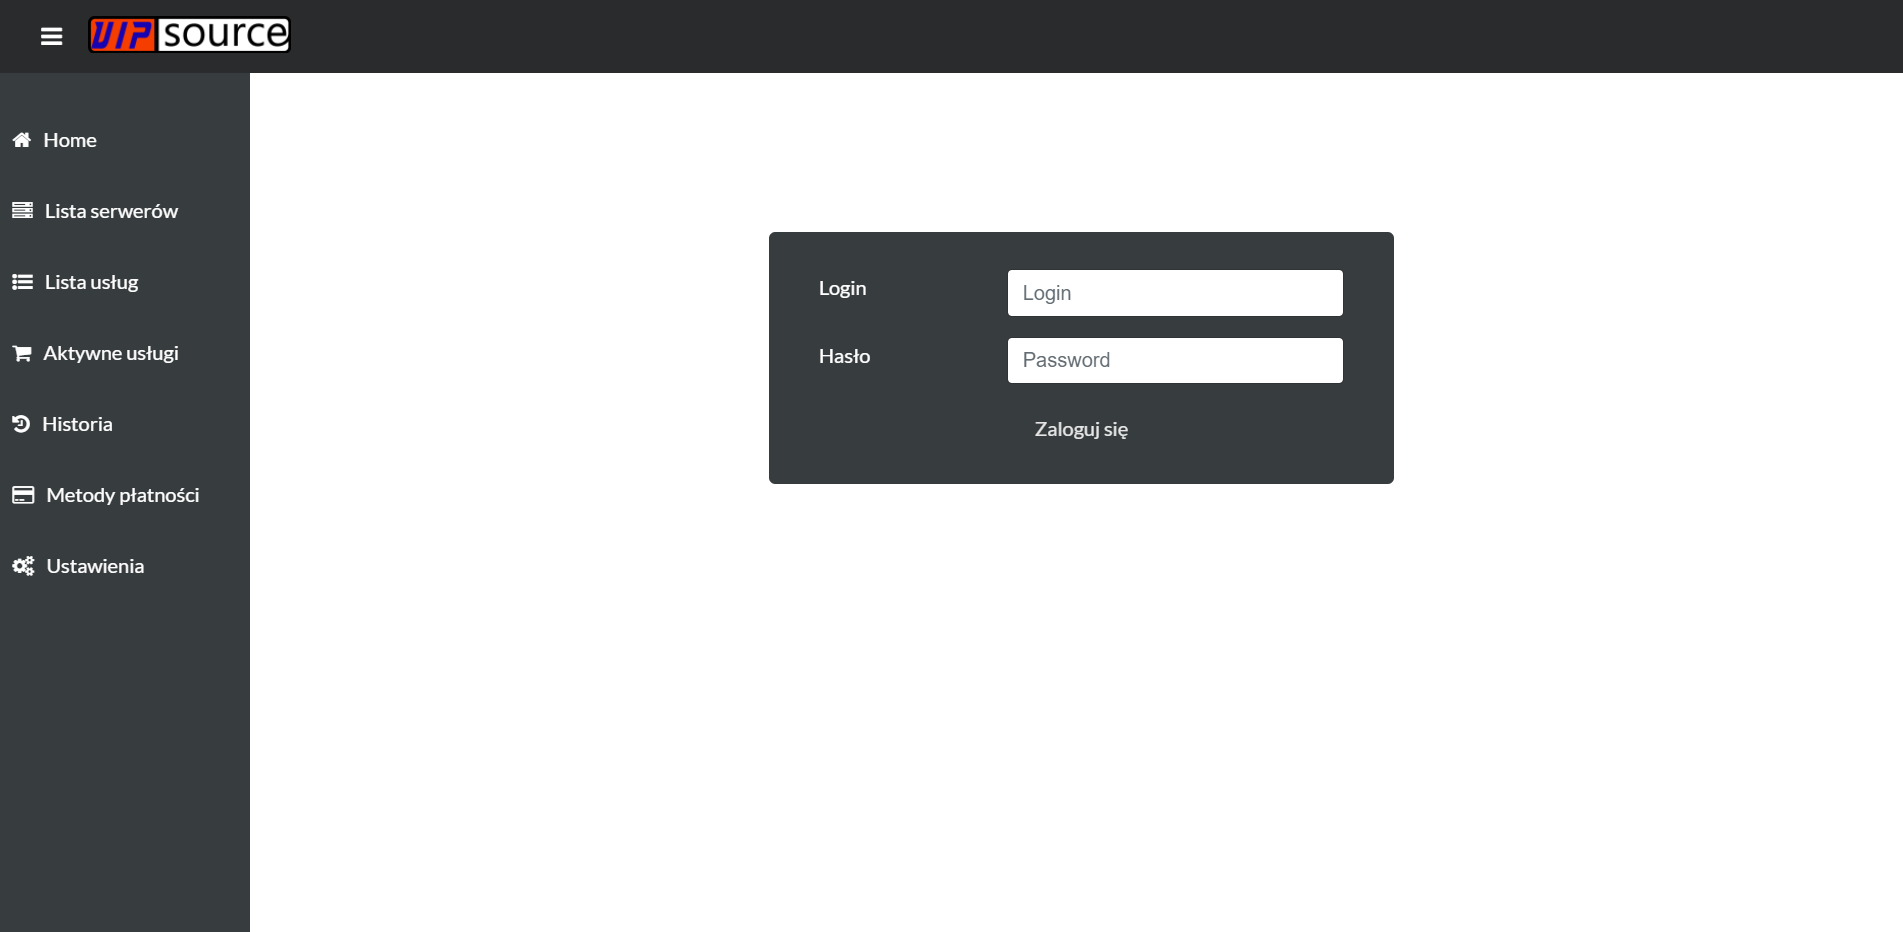 VIP source
Home
Lista serwerów
Lista usług
Aktywne usługi
Historia
Metody płatności
Ustawienia
Login
Login
Hasło
Password
Zaloguj się